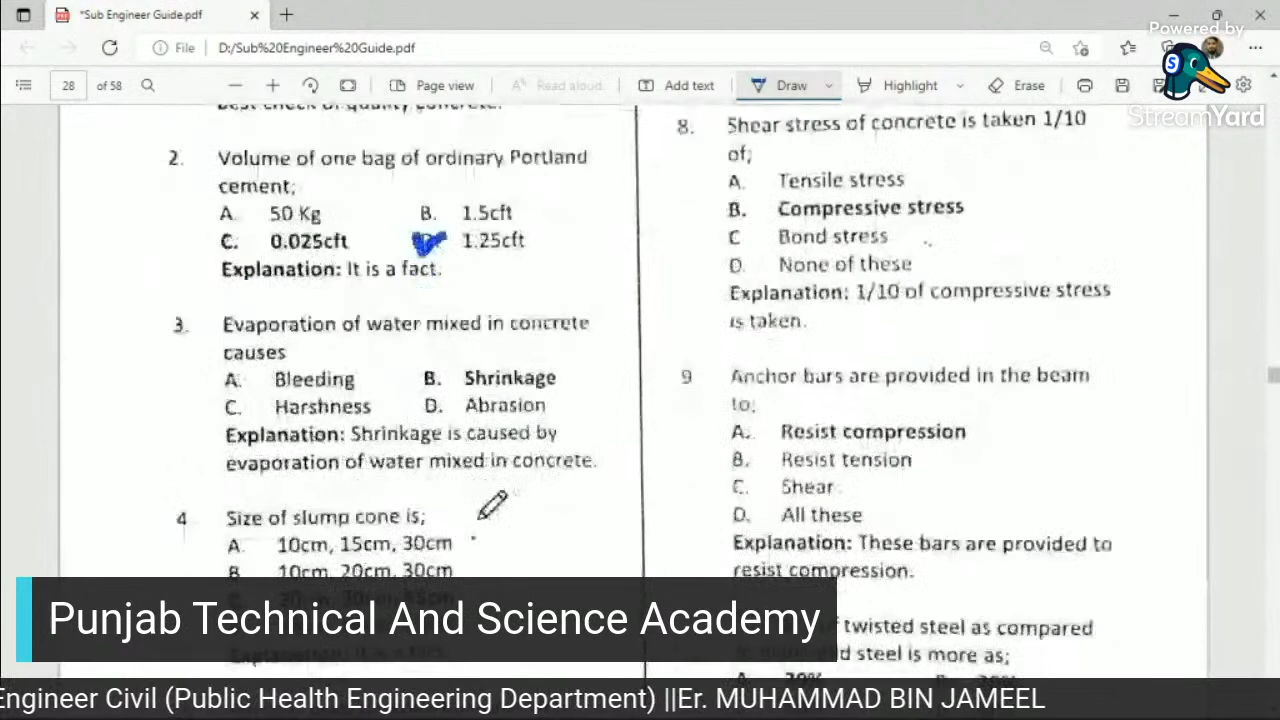 *Sub Engineer Guide.pdf
File D:/Sub%20Engineer%20Guide.pdf
Powered by
StreamYard
28 of 58 Page view Read aloud Add text Draw Highlight Erase
Best check of quality concrete.
2. Volume of one bag of ordinary Portland
cement;
A. 50 Kg B. 1.5cft
C. 0.025cft 1.25cft
Explanation: It is a fact.
3. Evaporation of water mixed in concrete
causes
A. Bleeding B. Shrinkage
C. Harshness D. Abrasion
Explanation: Shrinkage is caused by
evaporation of water mixed in concrete.
4 Size of slump cone is;
A. 10cm, 15cm, 30cm
B 10cm, 20cm, 30cm
8. Shear stress of concrete is taken 1/10
of;
A. Tensile stress
B. Compressive stress
C Bond stress
D. None of these
Explanation: 1/10 of compressive stress
is taken.
9 Anchor bars are provided in the beam
to;
A. Resist compression
B. Resist tension
C. Shear
D. All these
Explanation: These bars are provided to
resist compression.
twisted steel as compared
steel is more as;
Punjab Technical And Science Academy
Engineer Civil (Public Health Engineering Department) ||Er. MUHAMMAD BIN JAMEEL